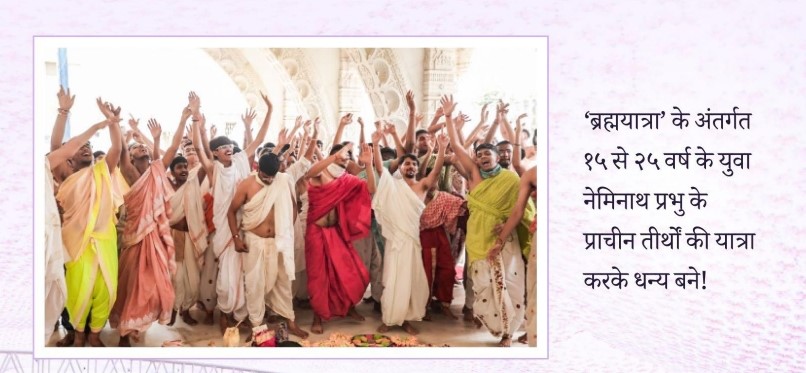 ‘ब्रह्मयात्रा’ के अंतर्गत
१५ से २५ वर्ष के युवा
नेमिनाथ प्रभु के
प्राचीन तीर्थों की यात्रा
करके धन्य बने!